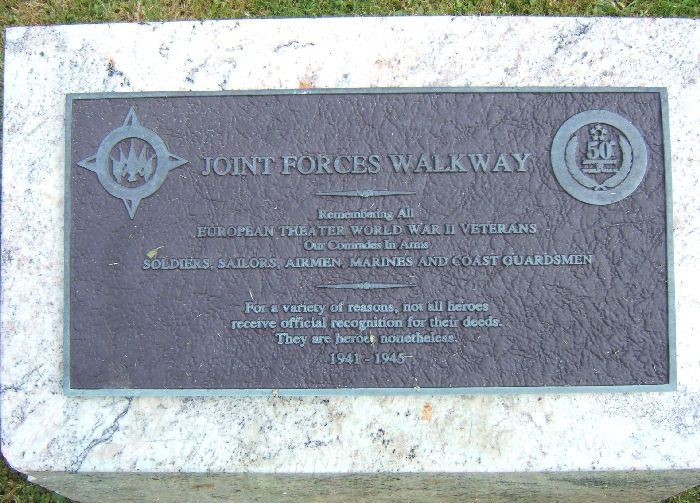 JOINT FORCES WALKWAY
50
Remembering All
EUROPEAN THEATER WORLD WAR II VETERANS
Our Comrades In Arms
SOLDIERS, SAILORS, AIRMEN, MARINES AND COAST GUARDSMEN
For a variety of reasons, not all heroes
receive official recognition for their deeds.
They are heroes nonetheless.
1941 - 1945